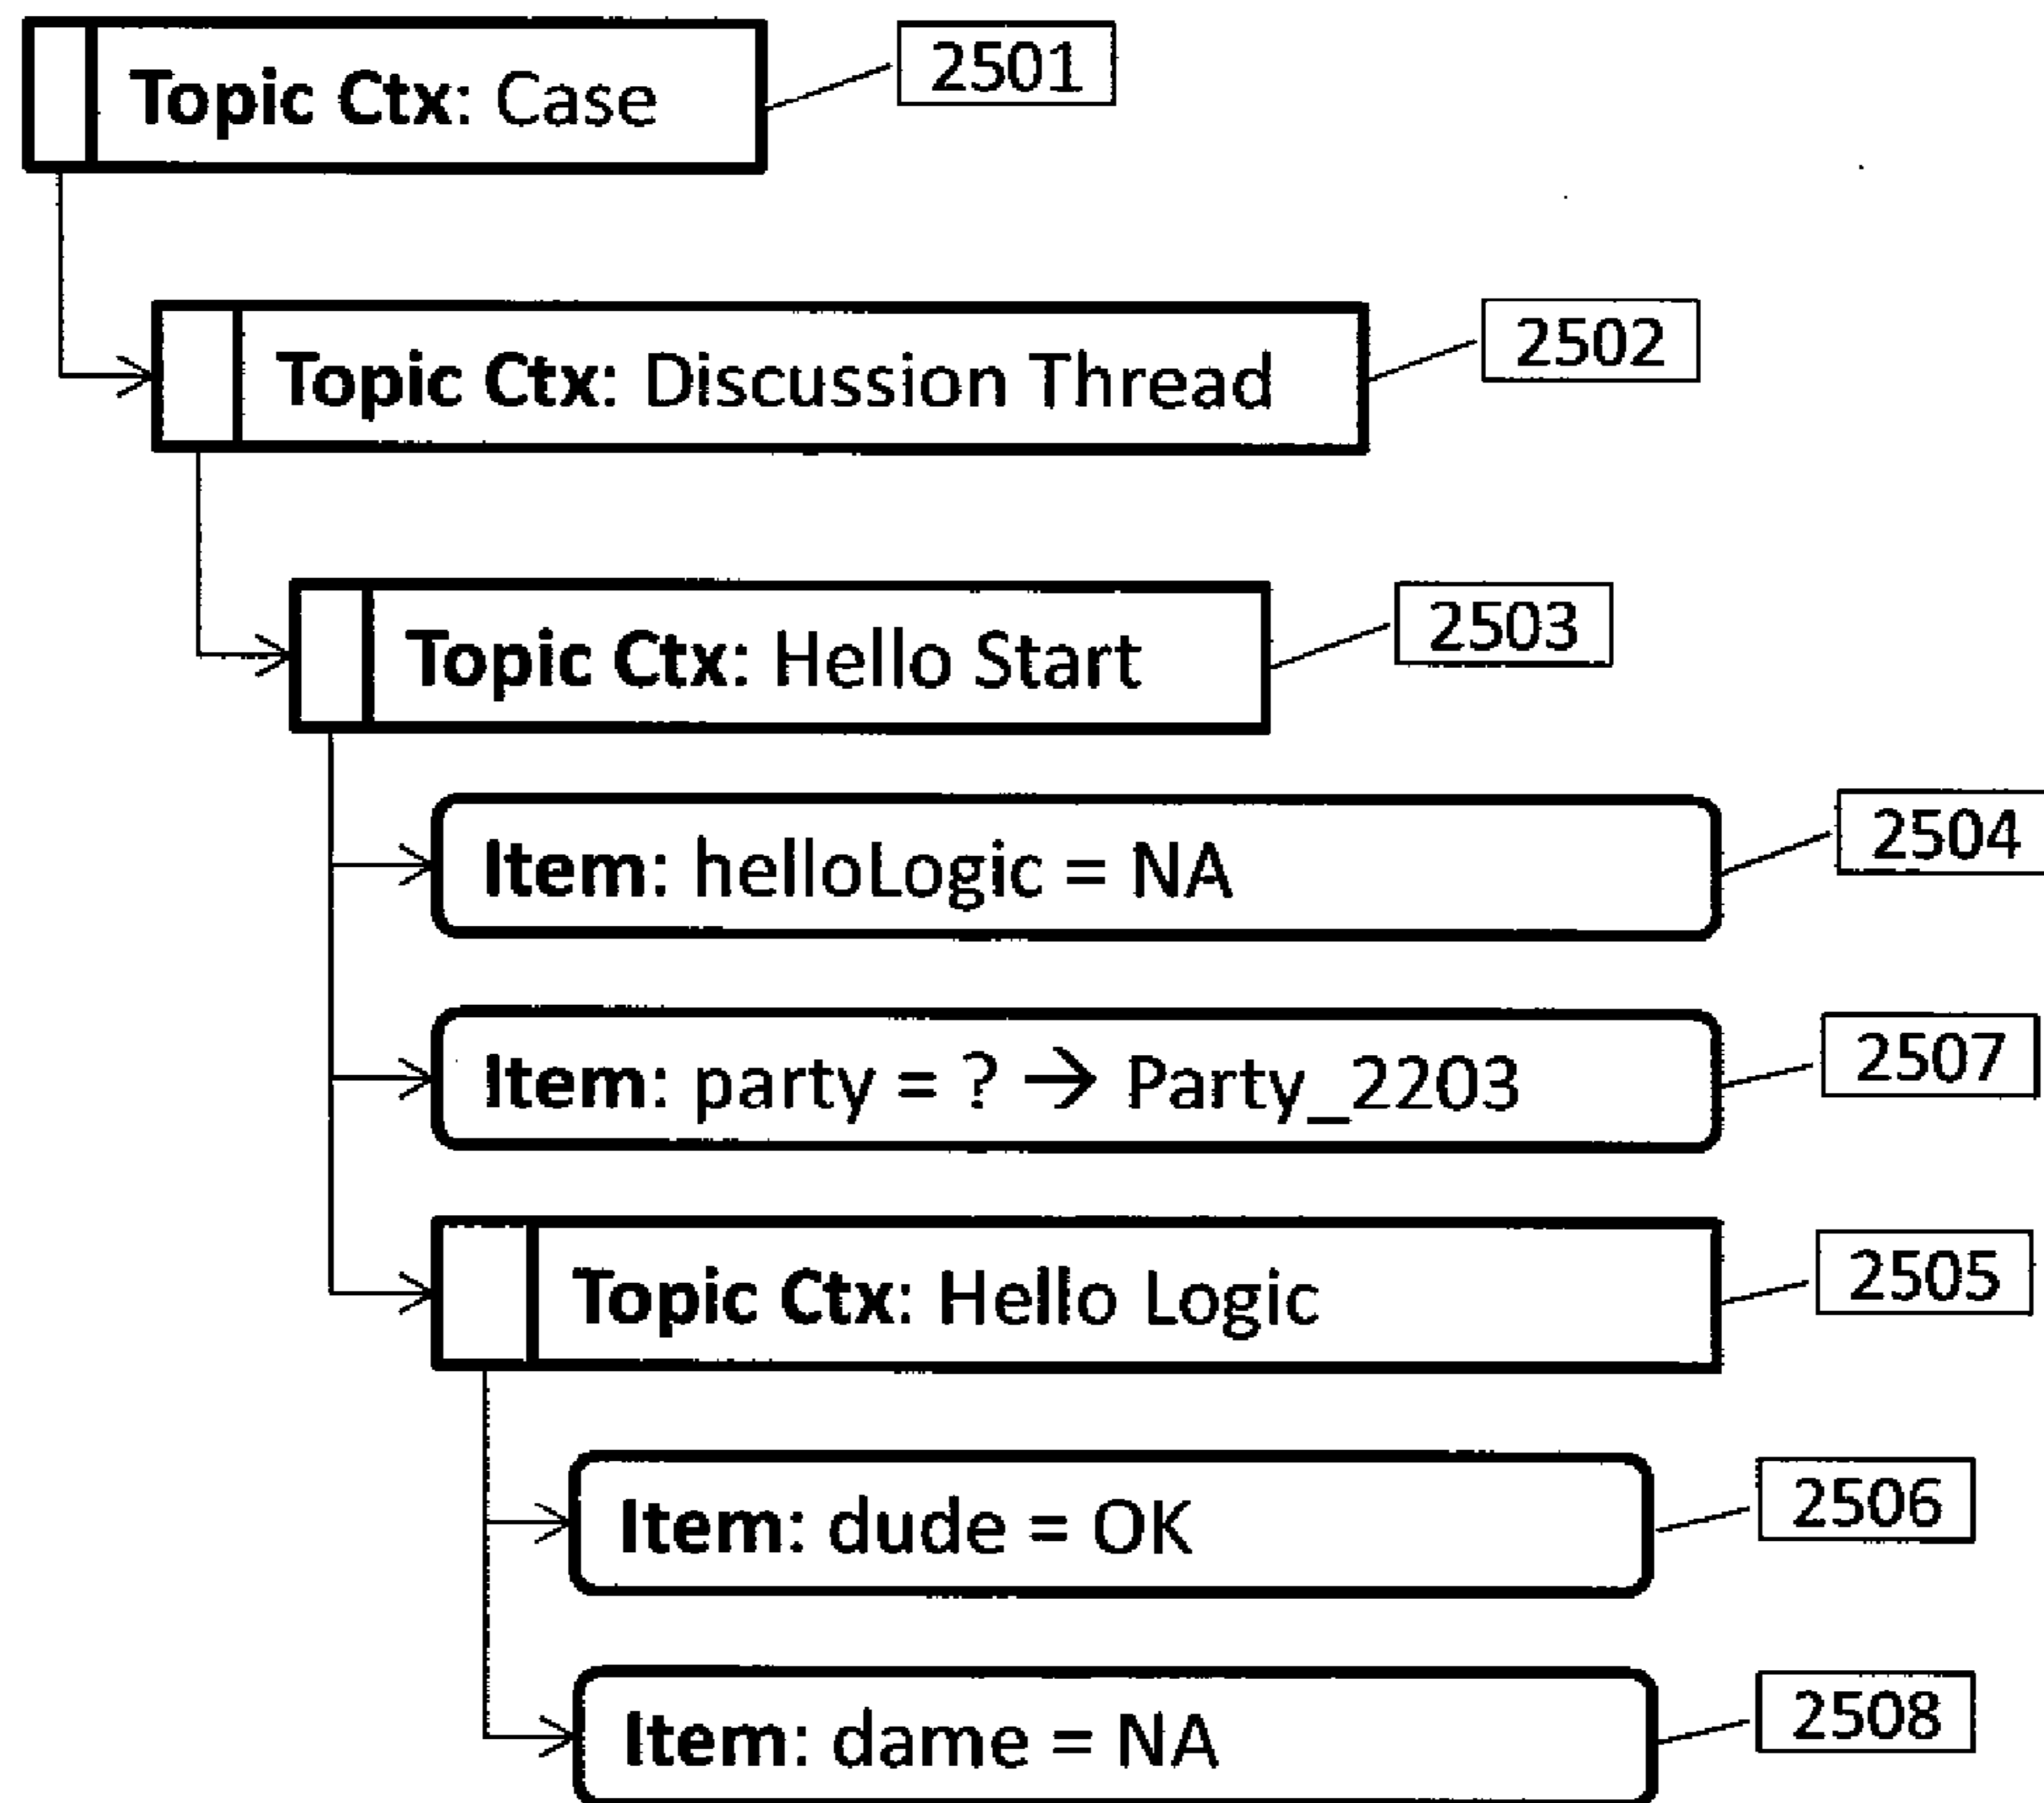 Topic Ctx: Case
2501
Topic Ctx: Discussion Thread
2502
Topic Ctx: Hello Start
2503
Item: helloLogic = NA
2504
Item: party = ? → Party_2203
2507
Topic Ctx: Hello Logic
2505
Item: dude = OK
2506
Item: dame = NA
2508